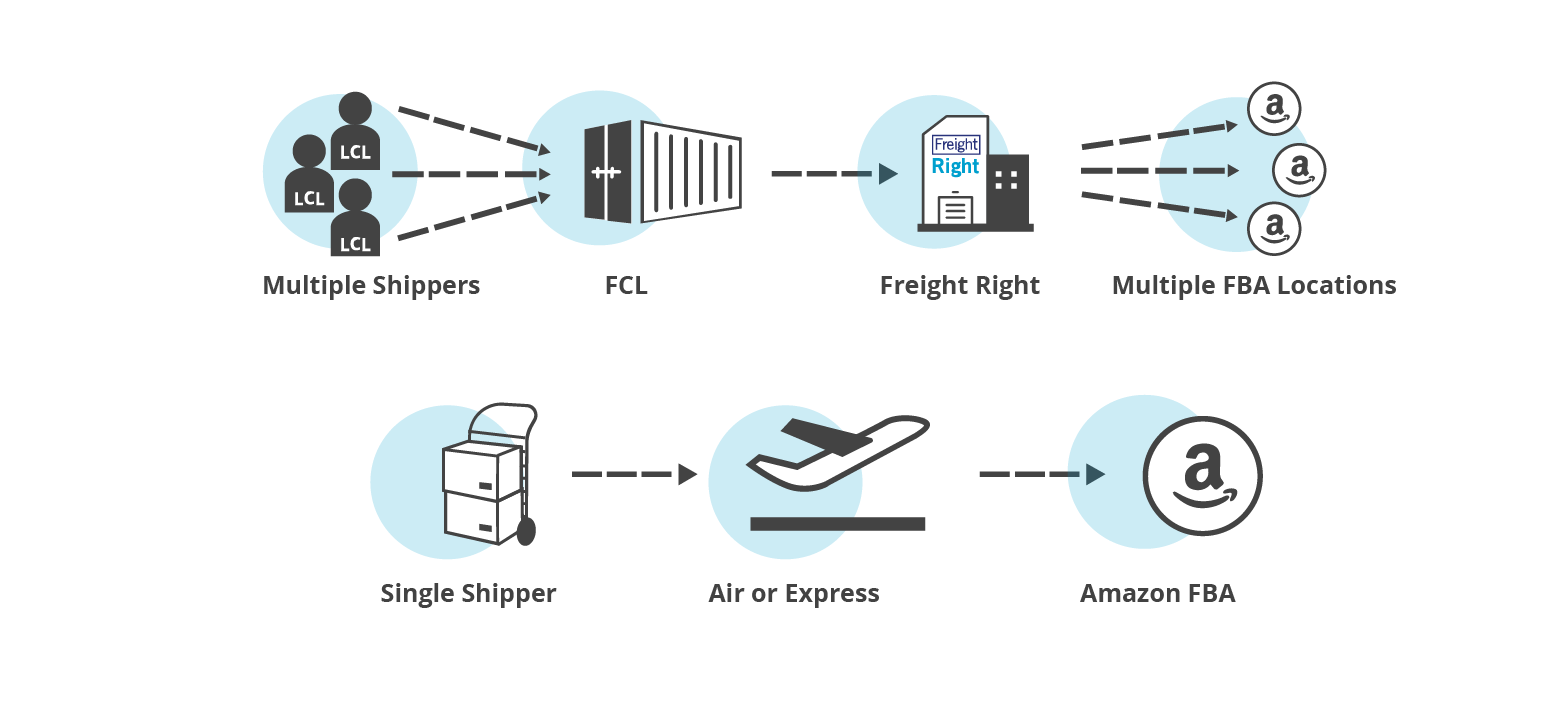 LCL
LCL
LCL
Freight
Right
a
a
a
Multiple Shippers
FCL
Freight Right
Multiple FBA Locations
a
Single Shipper
Air or Express
Amazon FBA